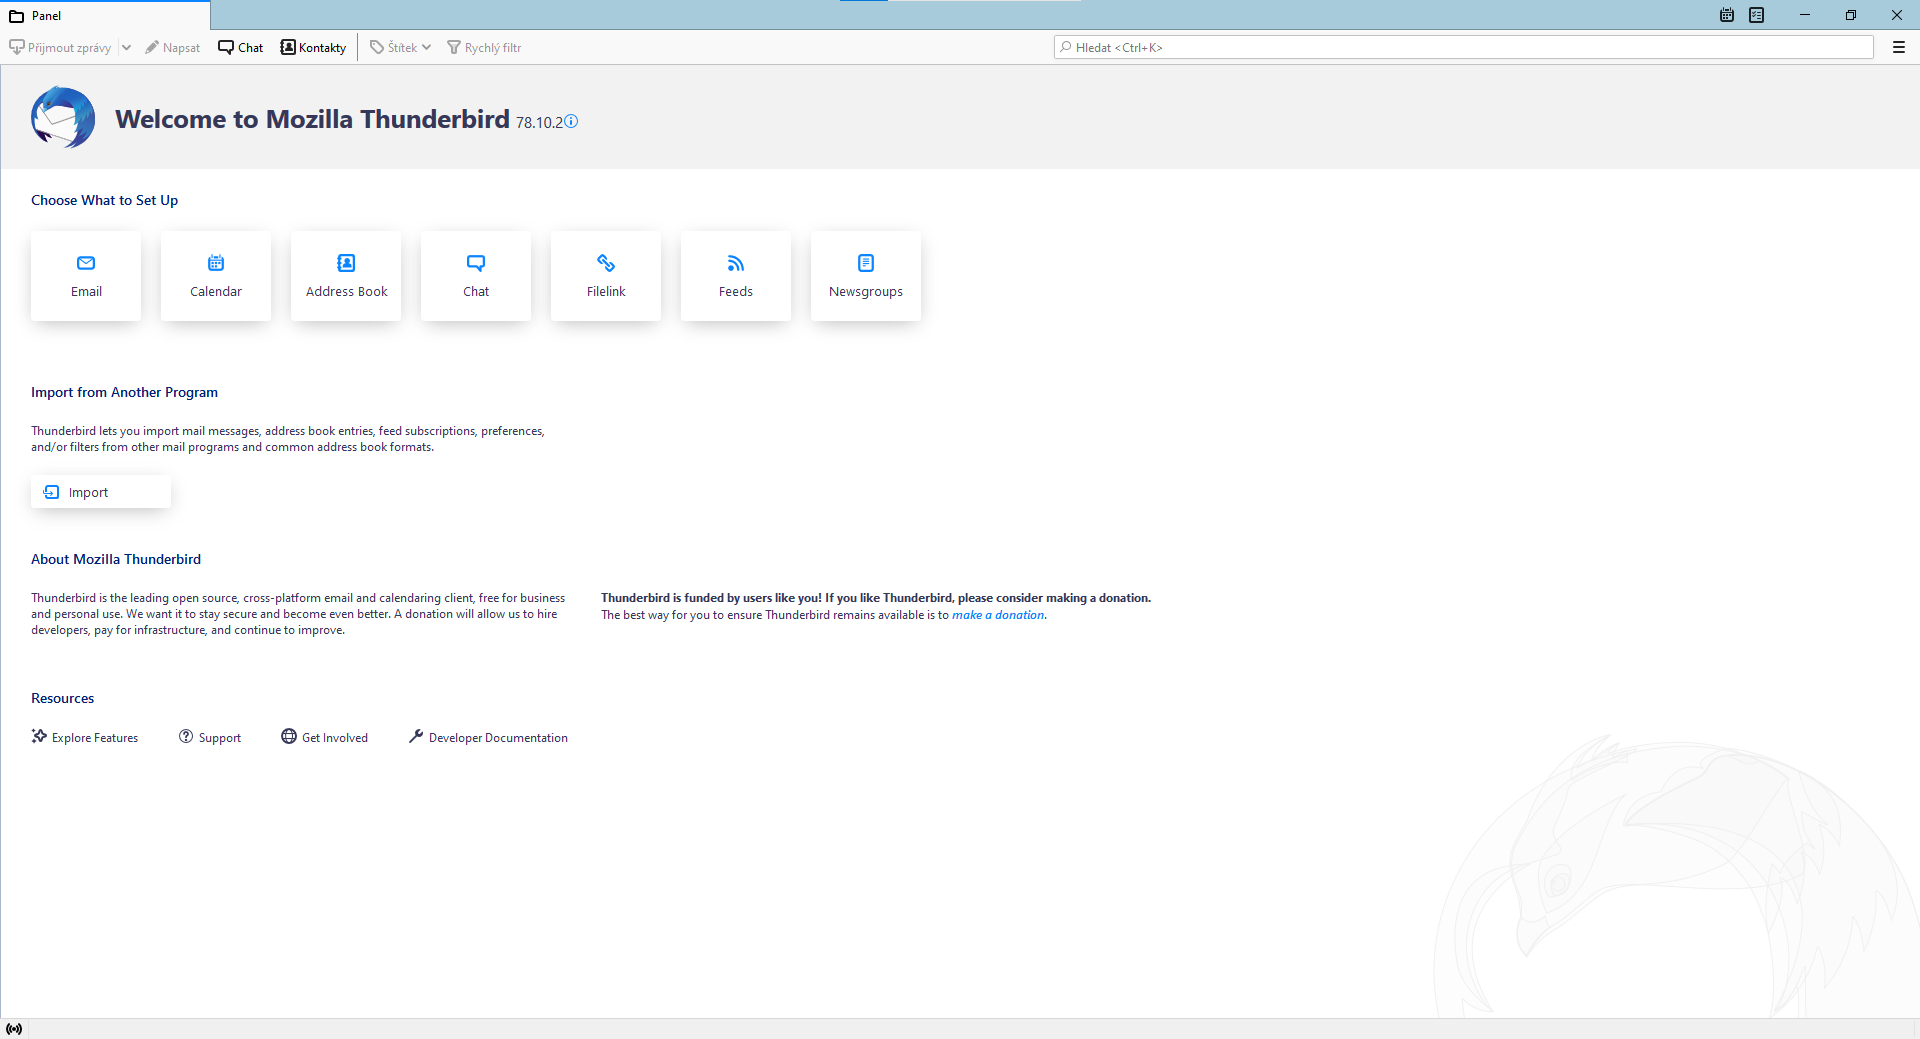 Panel
Přijmout zprávy Napsat Chat Kontakty Štítek Rychlý filtr Hledat <Ctrl+K>
Welcome to Mozilla Thunderbird 78.10.2
Choose What to Set Up
Email Calendar Address Book Chat Filelink Feeds Newsgroups
Import from Another Program
Thunderbird lets you import mail messages, address book entries, feed subscriptions, preferences,
and/or filters from other mail programs and common address book formats.
Import
About Mozilla Thunderbird
Thunderbird is the leading open source, cross-platform email and calendaring client, free for business
and personal use. We want it to stay secure and become even better. A donation will allow us to hire
developers, pay for infrastructure, and continue to improve.
Thunderbird is funded by users like you! If you like Thunderbird, please consider making a donation.
The best way for you to ensure Thunderbird remains available is to make a donation.
Resources
Explore Features Support Get Involved Developer Documentation